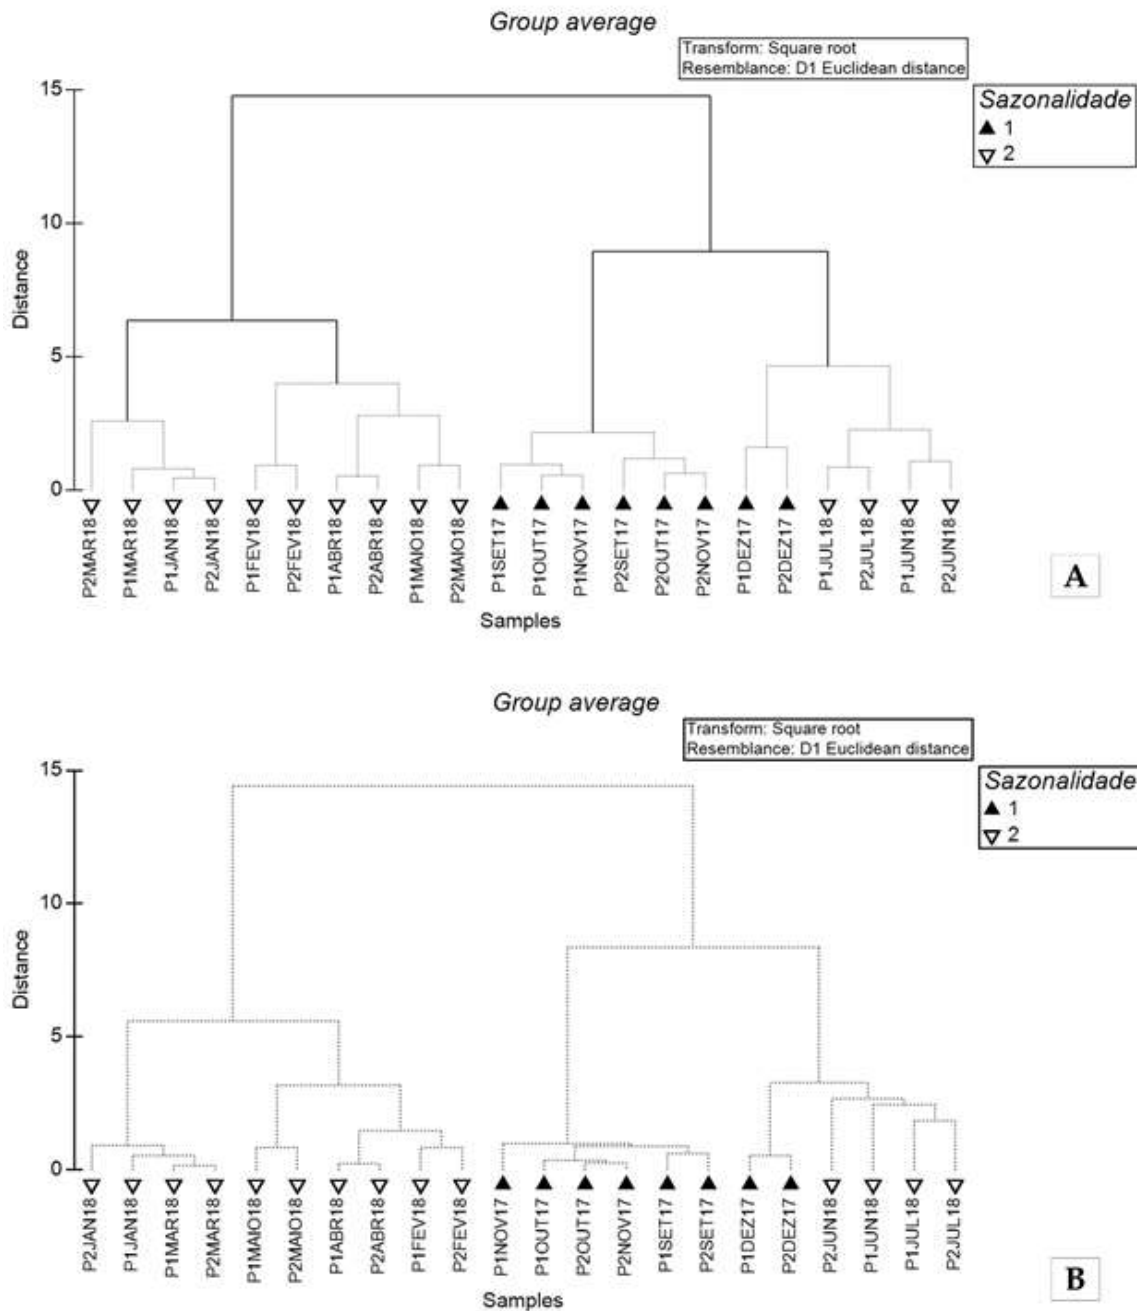 Group average
Transform: Square root
Resemblance: D1 Euclidean distance
Sazonalidade
1
2
15
10
5
0
Distance
P2MAR18
P1MAR18
P1JAN18
P2JAN18
P1FEV18
P2FEV18
P1ABR18
P2ABR18
P1MAIO18
P2MAIO18
P1SET17
P1OUT17
P1NOV17
P2SET17
P2OUT17
P2NOV17
P1DEZ17
P2DEZ17
P1JUL18
P2JUL18
P1JUN18
P2JUN18
Samples
A
Group average
Transform: Square root
Resemblance: D1 Euclidean distance
Sazonalidade
1
2
15
10
5
0
Distance
P2JAN18
P1JAN18
P1MAR18
P2MAR18
P1MAIO18
P2MAIO18
P1ABR18
P2ABR18
P1FEV18
P2FEV18
P1NOV17
P1OUT17
P2OUT17
P2NOV17
P1SET17
P2SET17
P1DEZ17
P2DEZ17
P2JUN18
P1JUN18
P1JUL18
P2JUL18
Samples
B